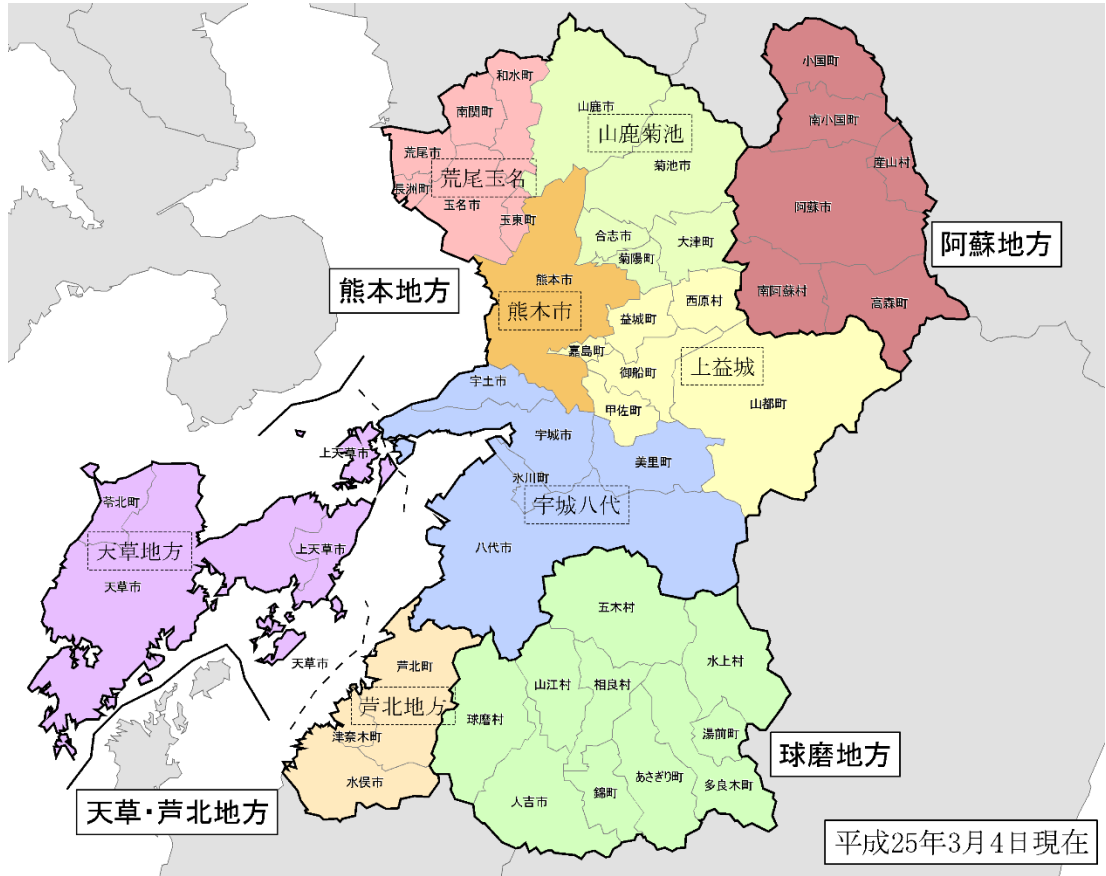 小国町
和水町
山鹿市
南関町
南小国町
山鹿菊池
荒尾市
菊池市
産山村
荒尾玉名
長洲町
玉名市
玉東町
阿蘇市
合志市
大津町
菊陽町
阿蘇地方
熊本地方
熊本市
西原村
南阿蘇村
高森町
熊本市
益城町
嘉島町
上益城
御船町
宇土市
甲佐町
山都町
宇城市
上天草市
美里町
氷川町
苓北町
宇城八代
天草地方
上天草市
八代市
天草市
五木村
水上村
天草市
芦北町
山江村
相良村
芦北地方
球磨村
津奈木町
湯前町
球磨地方
水俣市
あさぎり町
多良木町
人吉市
錦町
天草・芦北地方
平成25年3月4日現在